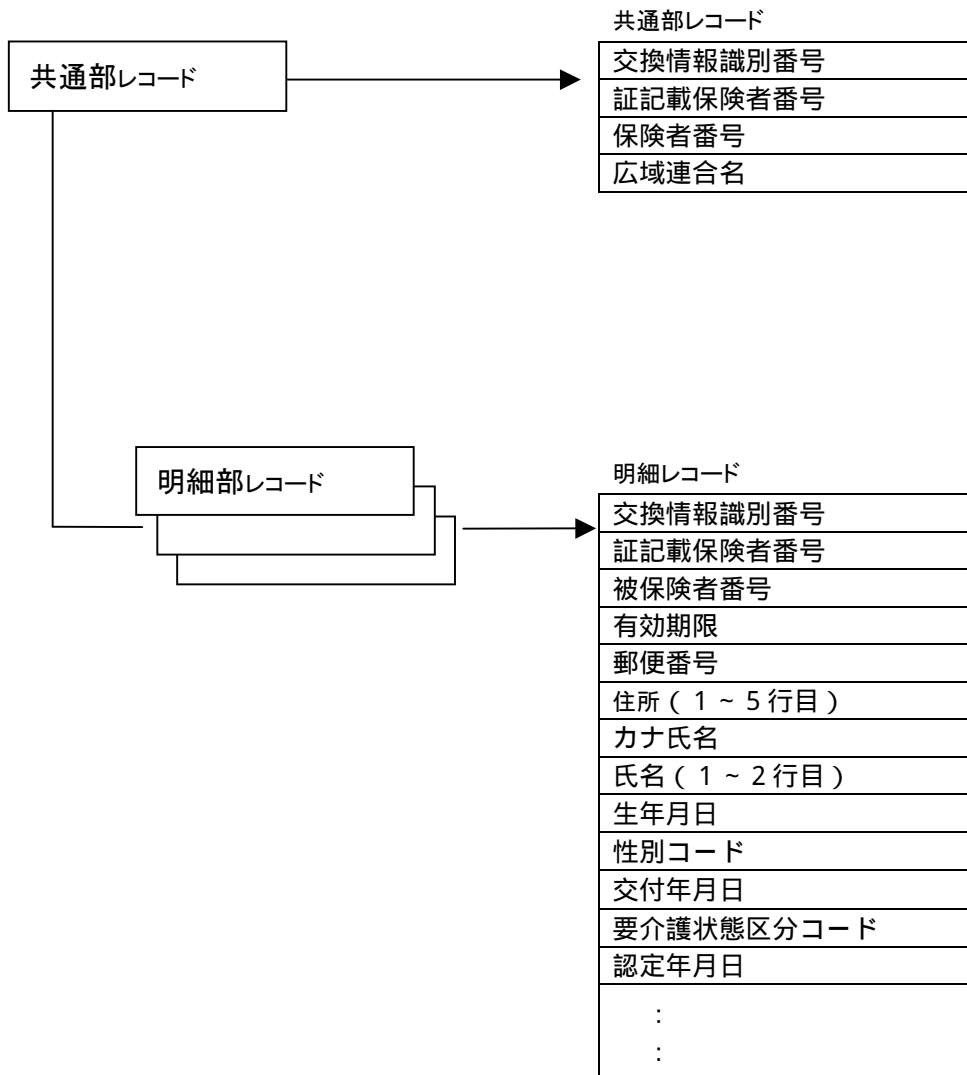 共通部レコード
共通部レコード
交換情報識別番号
証記載保険者番号
保険者番号
広域連合名
明細部レコード
明細レコード
交換情報識別番号
証記載保険者番号
被保険者番号
有効期限
郵便番号
住所(1~5行目)
カナ氏名
氏名(1~2行目)
生年月日
性別コード
交付年月日
要介護状態区分コード
認定年月日
:
: